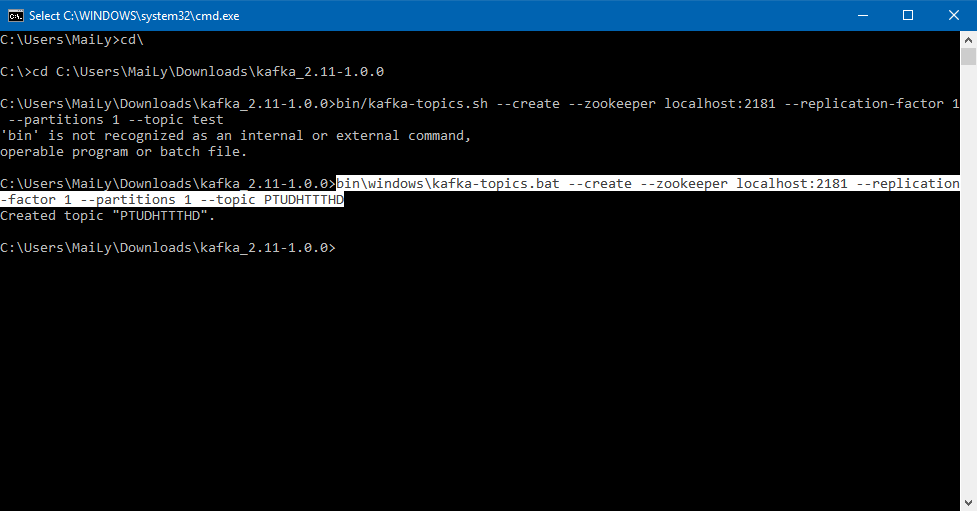 Select C:\WINDOWS\system32\cmd.exe
C:\Users\MaiLy>cd\
C:\>cd C:\Users\MaiLy\Downloads\kafka_2.11-1.0.0
C:\Users\MaiLy\Downloads\kafka_2.11-1.0.0>bin/kafka-topics.sh --create --zookeeper localhost:2181 --replication-factor 1
 --partitions 1 --topic test
'bin' is not recognized as an internal or external command,
operable program or batch file.
C:\Users\MaiLy\Downloads\kafka_2.11-1.0.0>bin\windows\kafka-topics.bat --create --zookeeper localhost:2181 --replication
-factor 1 --partitions 1 --topic PTUDHTTTHD
Created topic "PTUDHTTTHD".
C:\Users\MaiLy\Downloads\kafka_2.11-1.0.0>